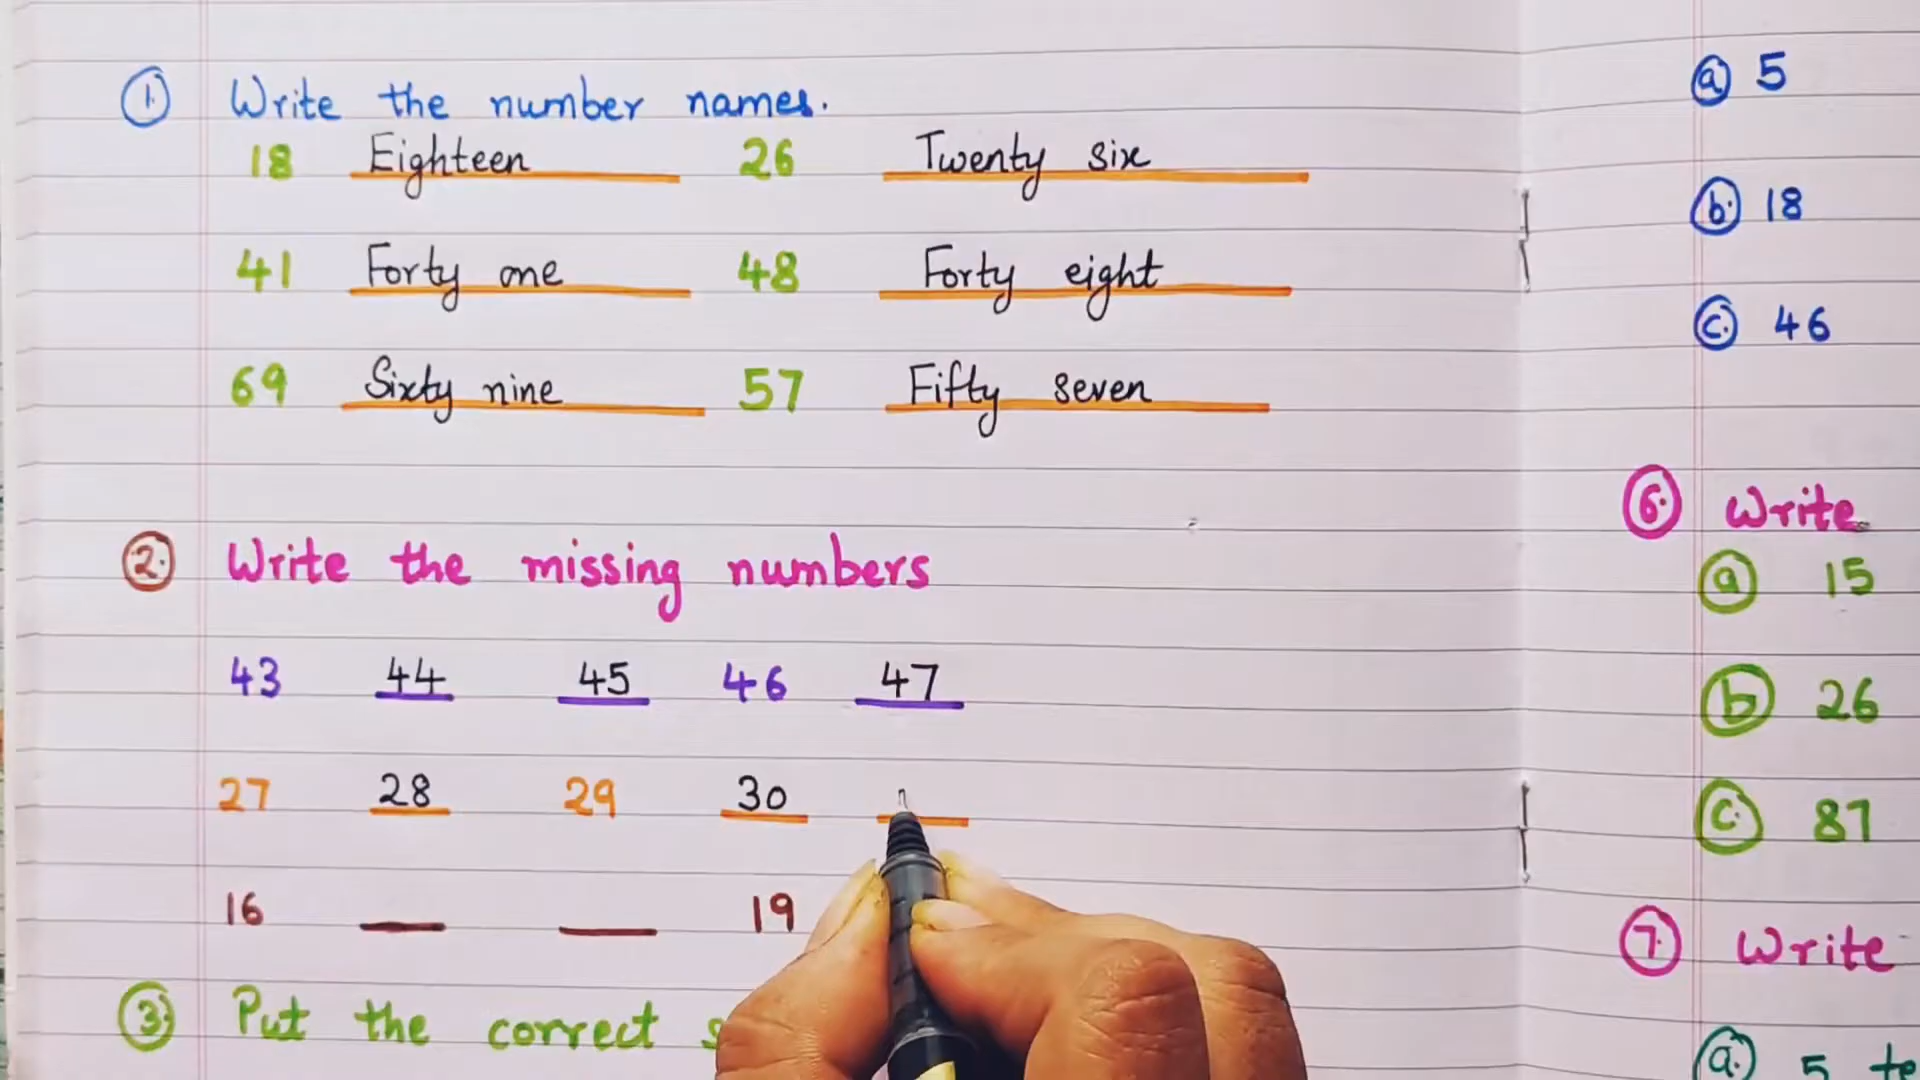 1. Write the number names.
18 Eighteen 26 Twenty six
41 Forty one 48 Forty eight
69 Sixty nine 57 Fifty seven
2. Write the missing numbers
43 44 45 46 47
27 28 29 30
16 19
3. Put the correct
a 5
b. 18
c. 46
6. Write
a 15
b 26
c. 87
7. Write
a. 5